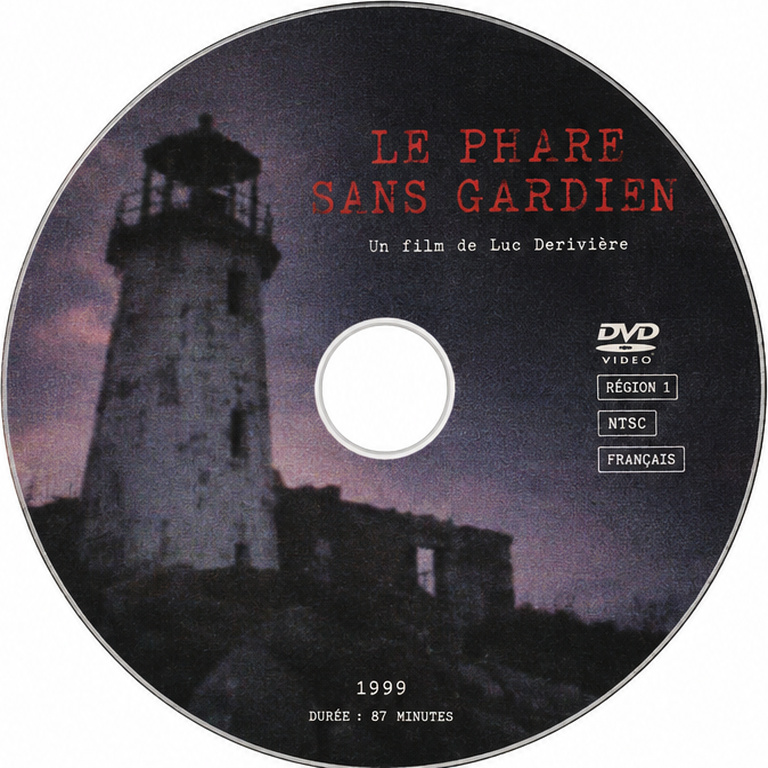 LE PHARE
SANS GARDIEN
Un film de Luc Derivière
DVD
VIDEO
RÉGION 1
NTSC
FRANÇAIS
1999
DURÉE : 87 MINUTES